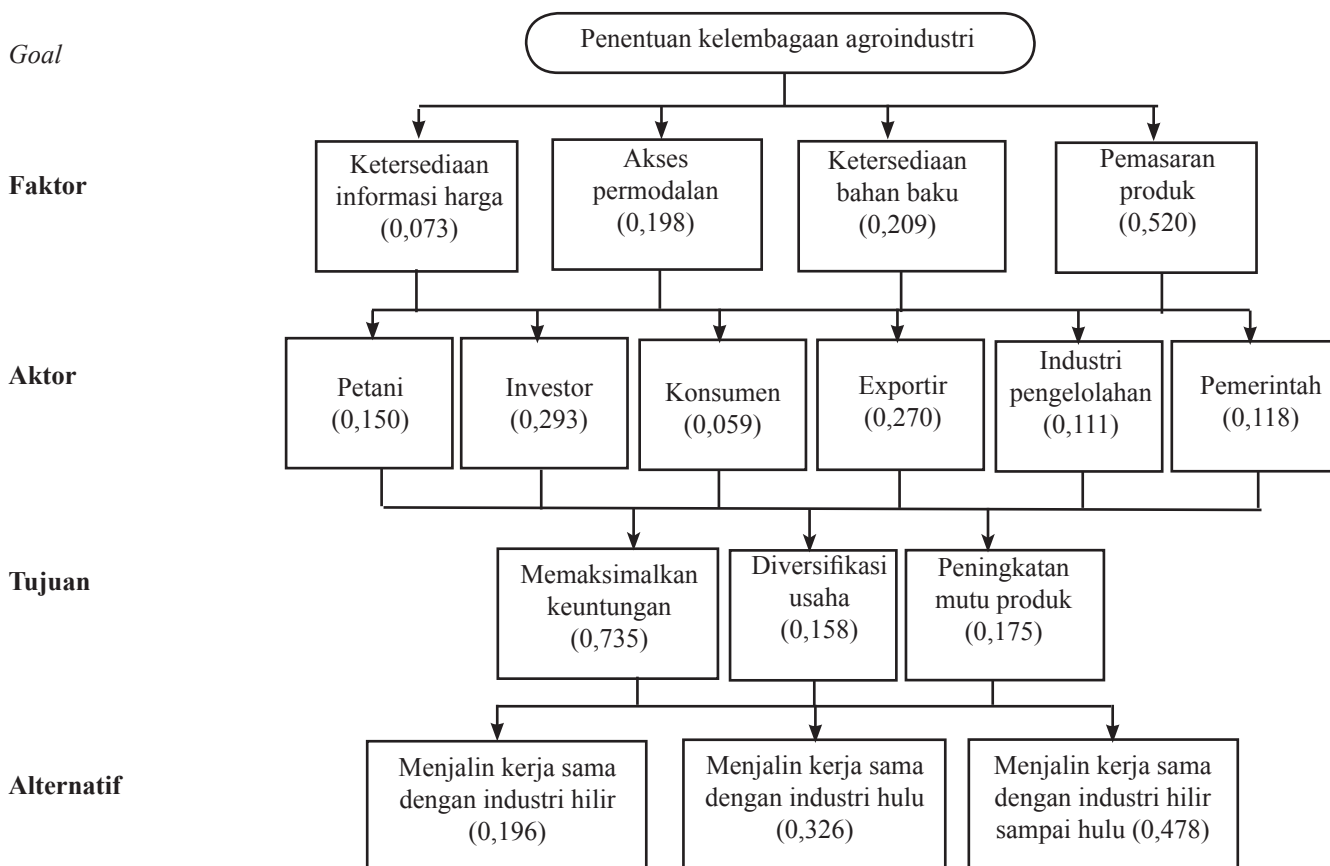 Goal
Penentuan kelembagaan agroindustri
Faktor
Ketersediaan
informasi harga
(0,073)
Akses
permodalan
(0,198)
Ketersediaan
bahan baku
(0,209)
Pemasaran
produk
(0,520)
Aktor
Petani
(0,150)
Investor
(0,293)
Konsumen
(0,059)
Exportir
(0,270)
Industri
pengelolahan
(0,111)
Pemerintah
(0,118)
Tujuan
Memaksimalkan
keuntungan
(0,735)
Diversifikasi
usaha
(0,158)
Peningkatan
mutu produk
(0,175)
Alternatif
Menjalin kerja sama
dengan industri hilir
(0,196)
Menjalin kerja sama
dengan industri hulu
(0,326)
Menjalin kerja sama
dengan industri hilir
sampai hulu (0,478)